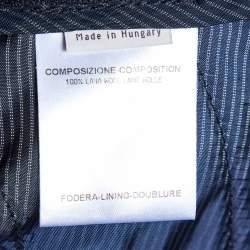 Made in Hungary
COMPOSIZIONE-COMPOSITION
100% LANA WOOL LAINE WOLLE
FODERA-LINING-DOUBLURE